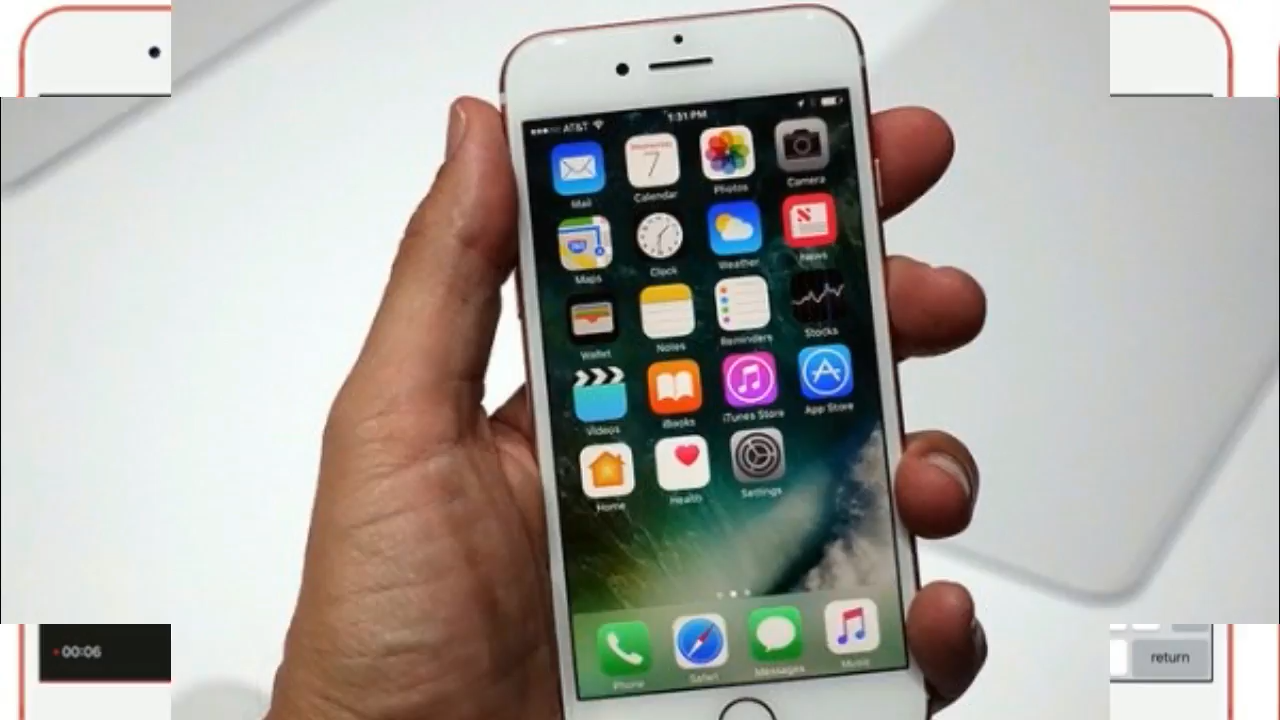 AT&T 1:31 PM
Wednesday
7
Mail Calendar Photos Camera
Maps Clock Weather News
Wallet Notes Reminders Stocks
Videos iBooks iTunes Store App Store
Home Health Settings
Phone Safari Messages Music
00:06
return